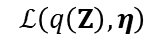 ℒ(q(𝐙), 𝛈)